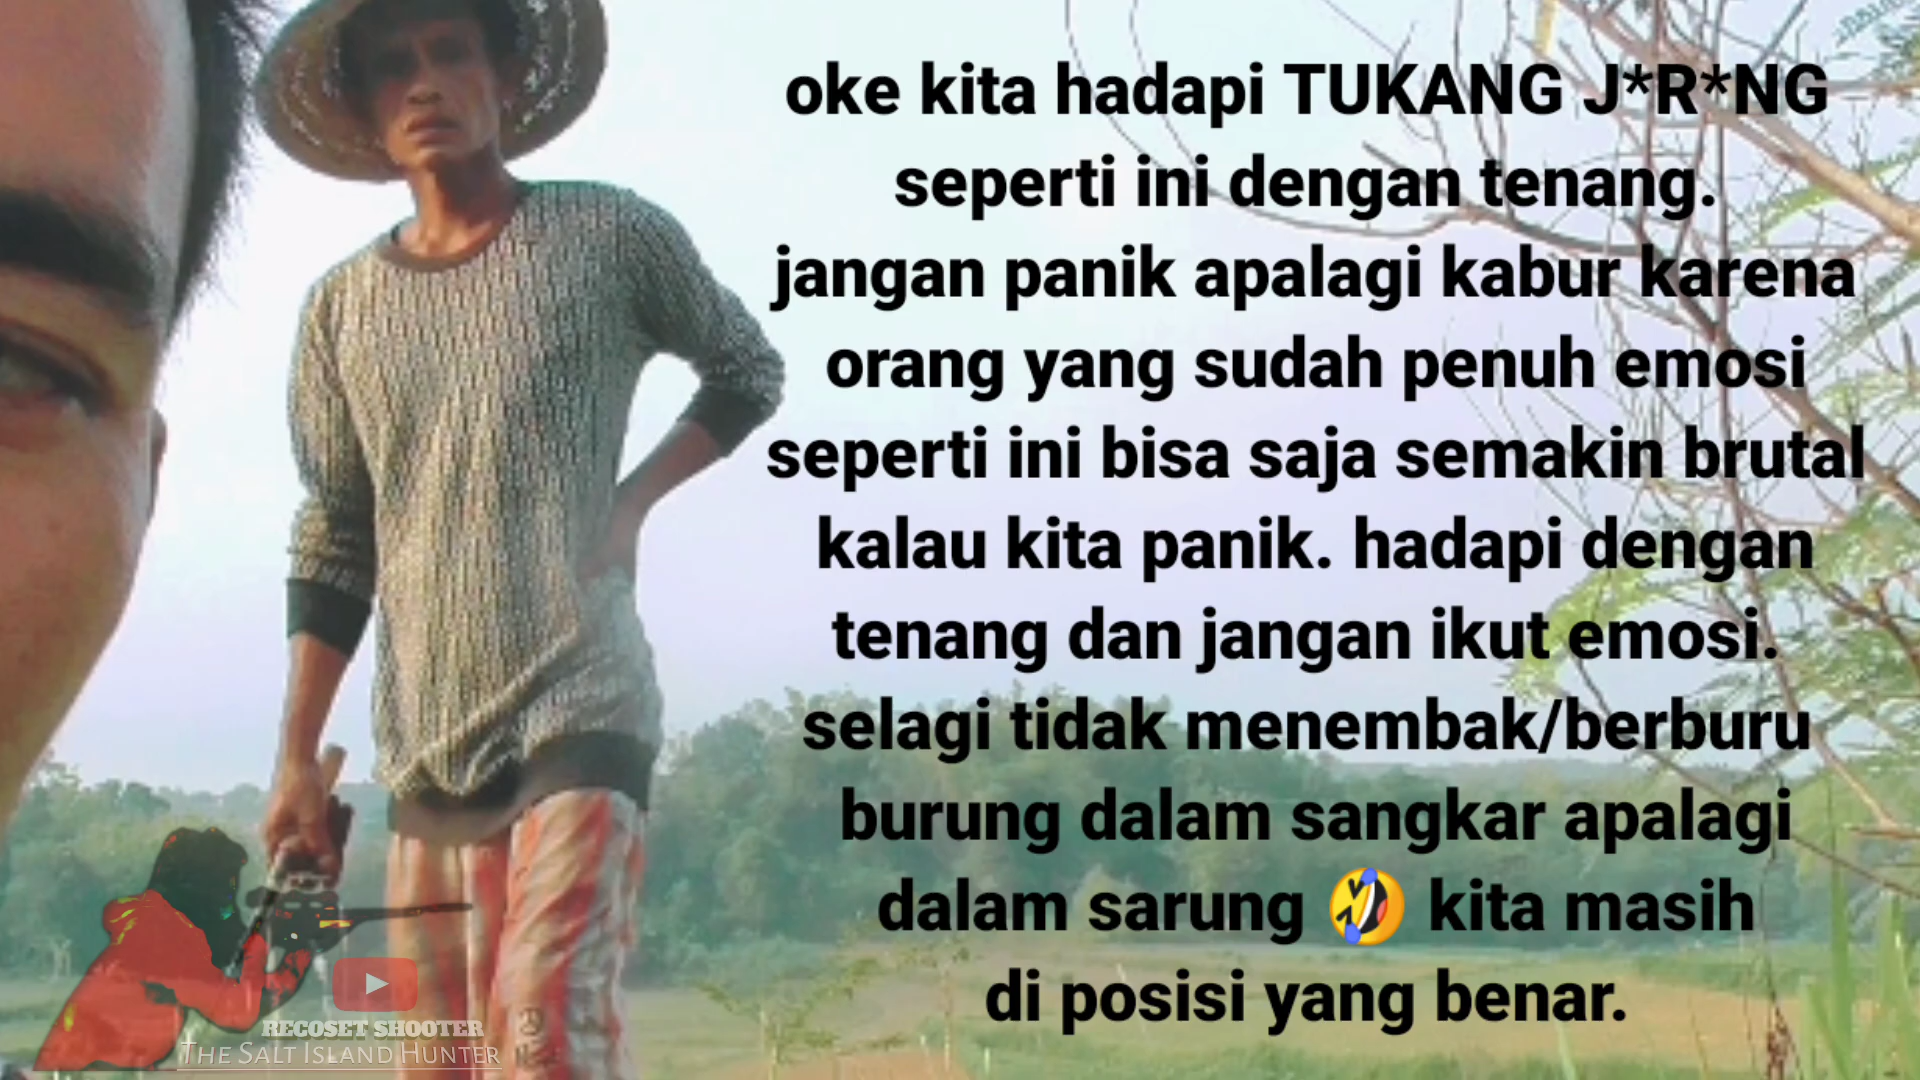 oke kita hadapi TUKANG J*R*NG
seperti ini dengan tenang.
jangan panik apalagi kabur karena
orang yang sudah penuh emosi
seperti ini bisa saja semakin brutal
kalau kita panik. hadapi dengan
tenang dan jangan ikut emosi.
selagi tidak menembak/berburu
burung dalam sangkar apalagi
dalam sarung 🤣 kita masih
di posisi yang benar.
RECOSET SHOOTER
THE SALT ISLAND HUNTER